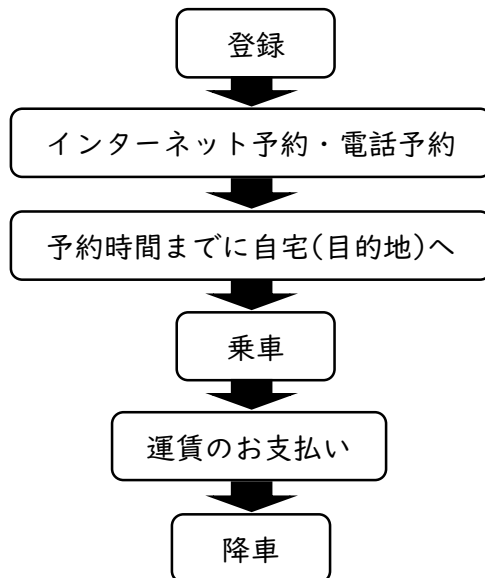 登録
インターネット予約・電話予約
予約時間までに自宅(目的地)へ
乗車
運賃のお支払い
降車